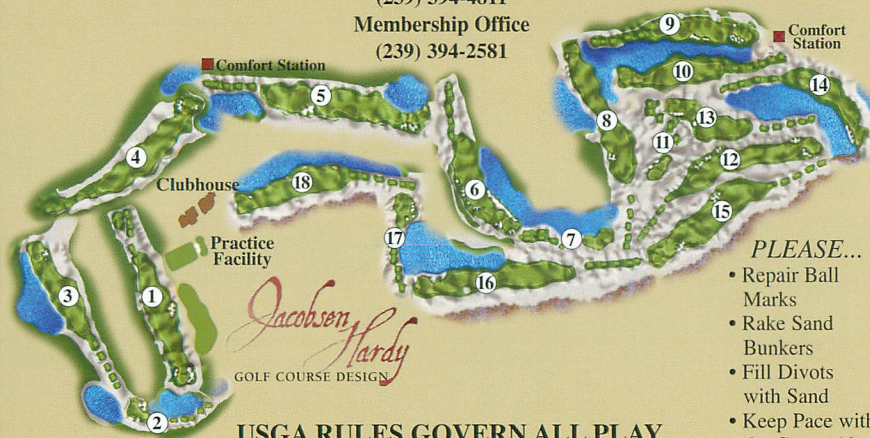 Membership Office
(239) 394-2581
9
Comfort
Station
10
Comfort Station
14
5
8
13
4
11
12
Clubhouse
18
6
15
17
7
Practice
Facility
PLEASE...
16
• Repair Ball
Marks
3
1
Jacobsen
Hardy
GOLF COURSE DESIGN
• Rake Sand
Bunkers
• Fill Divots
with Sand
2
• Keep Pace with
USGA RULES GOVERN ALL PLAY